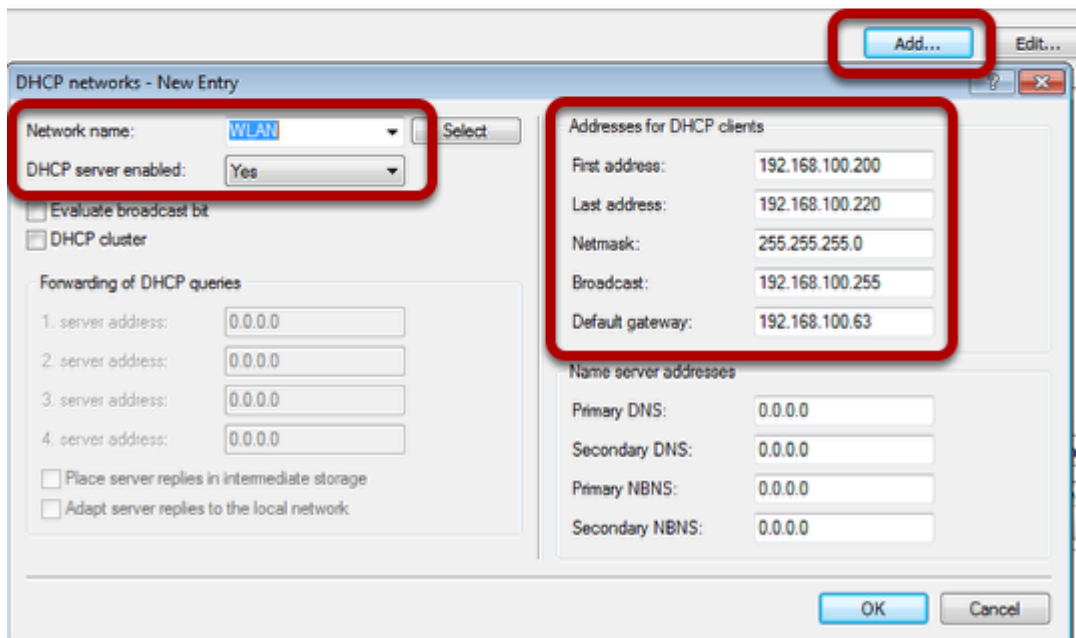 Add...
Edit...
DHCP networks - New Entry
Network name:
WLAN
Select
DHCP server enabled:
Yes
Evaluate broadcast bit
DHCP cluster
Forwarding of DHCP queries
1. server address:
0.0.0.0
2. server address:
0.0.0.0
3. server address:
0.0.0.0
4. server address:
0.0.0.0
Place server replies in intermediate storage
Adapt server replies to the local network
Addresses for DHCP clients
First address:
192.168.100.200
Last address:
192.168.100.220
Netmask:
255.255.255.0
Broadcast:
192.168.100.255
Default gateway:
192.168.100.63
Name server addresses
Primary DNS:
0.0.0.0
Secondary DNS:
0.0.0.0
Primary NBNS:
0.0.0.0
Secondary NBNS:
0.0.0.0
OK
Cancel